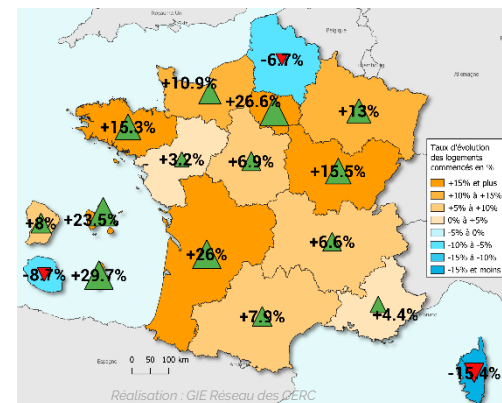 Royaume-Uni
Belgique
Allemagne
-6.7%
+10.9%
+26.6%
+13%
+15.3%
+3.2%
+6.9%
+15.5%
+8%
+23.5%
+26%
+6.6%
-8.7%
+29.7%
+7.9%
+4.4%
-15.4%
Espagne
0 50 100 km
Réalisation : GIE Réseau des CERC
Taux d'évolution
des logements
commencés en %
+15% et plus
+10% à +15%
+5% à +10%
0% à +5%
-5% à 0%
-10% à -5%
-15% à -10%
-15% et moins